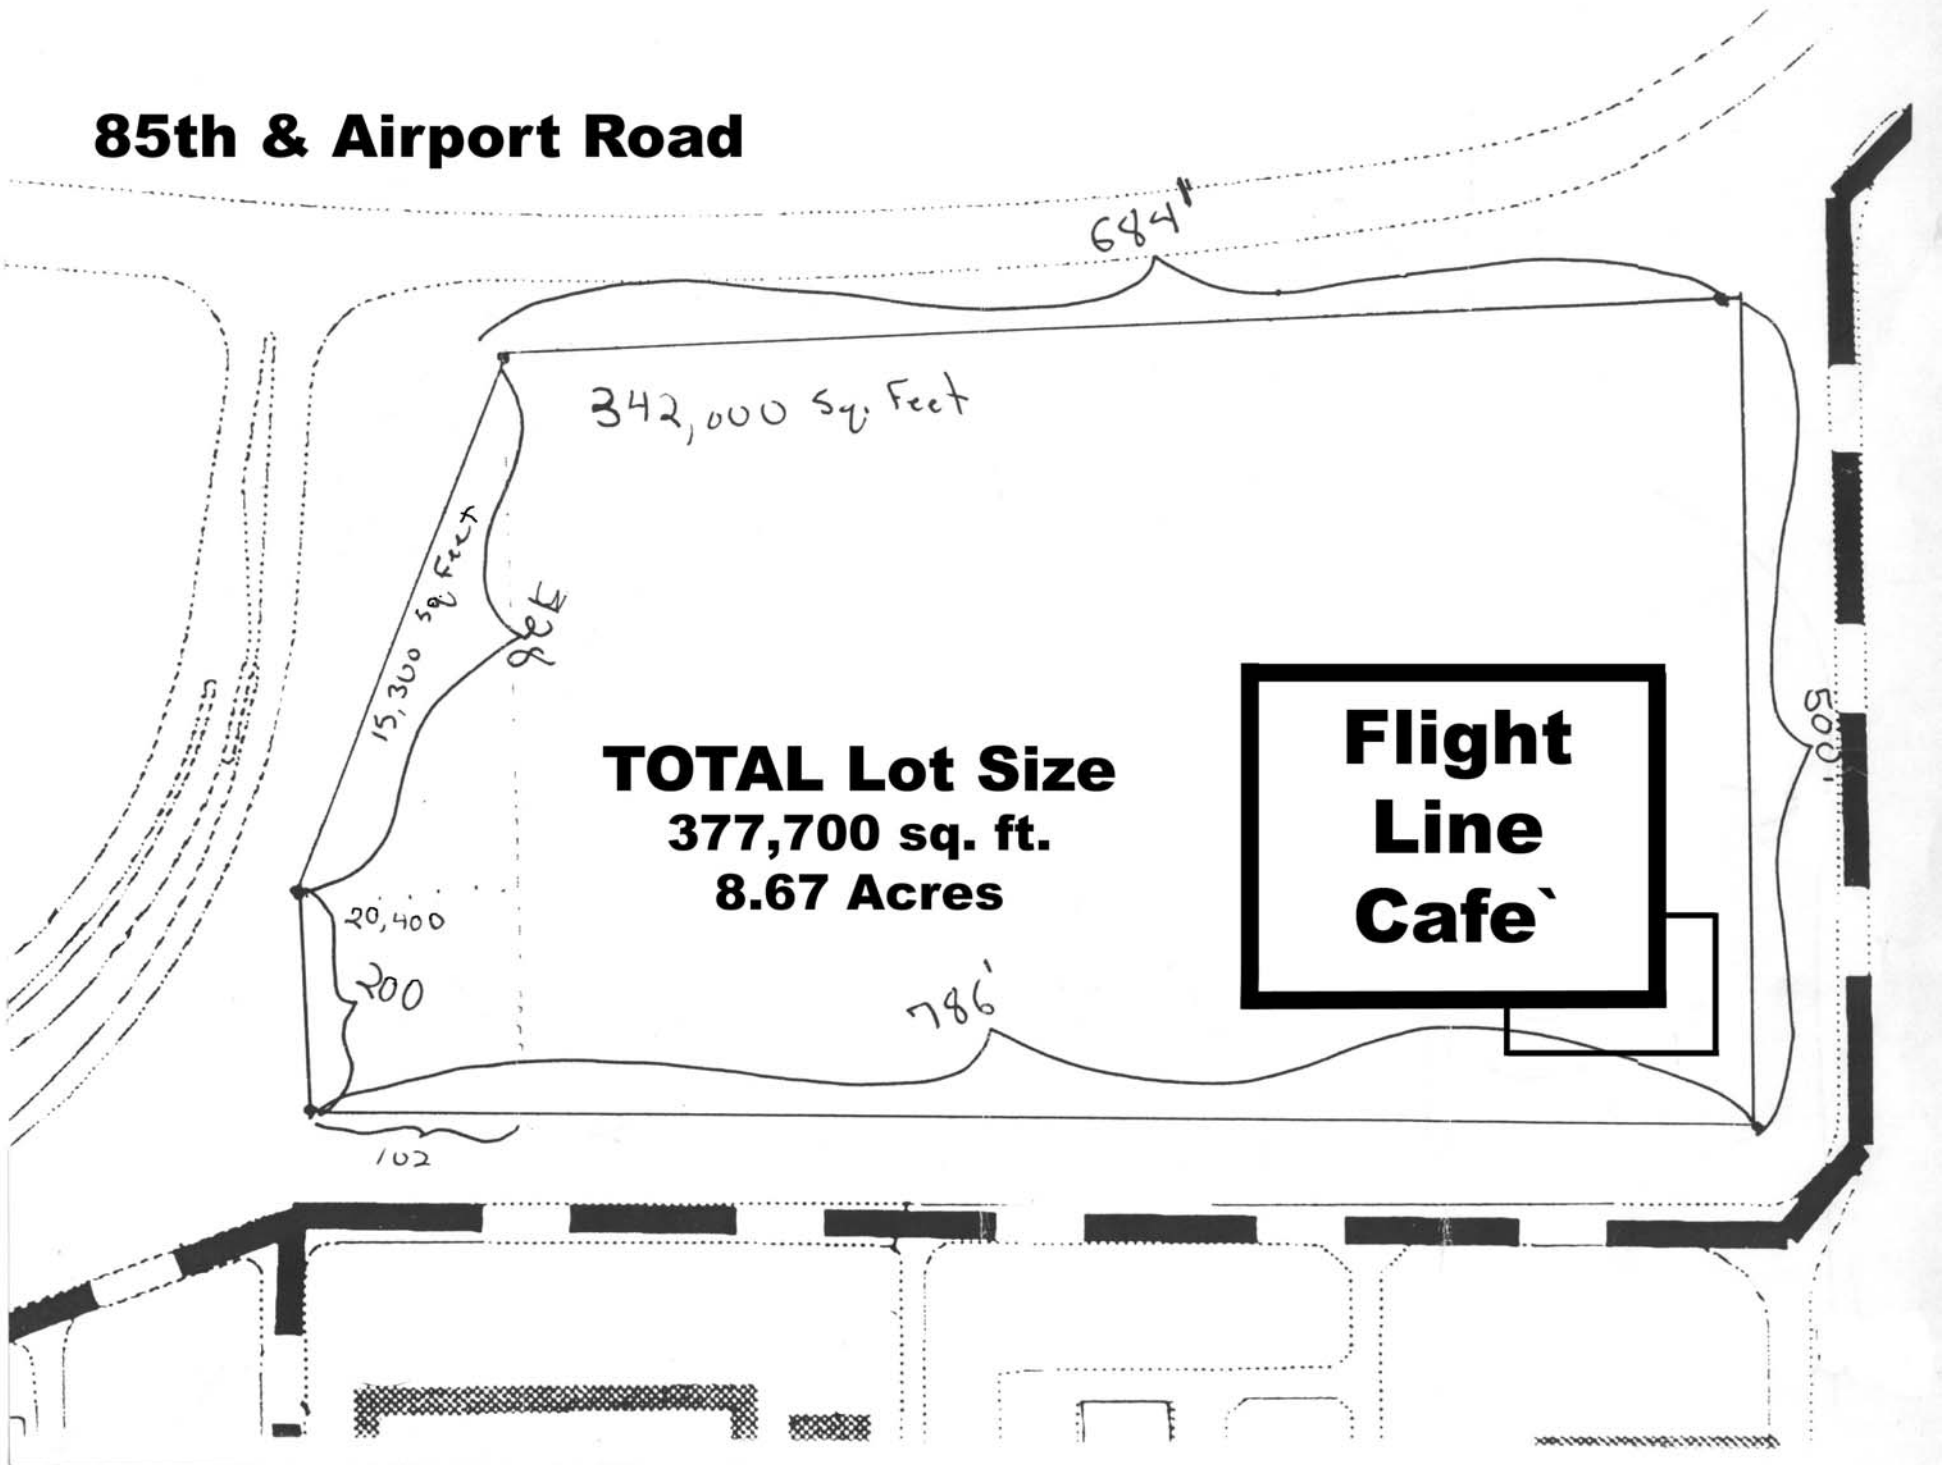 85th & Airport Road
684"
342,000 Sq. Feet
15,300 Sq. Feet
500'
TOTAL Lot Size
377,700 sq. ft.
8.67 Acres
Flight
Line
Cafe`
20,400
200
786'
102